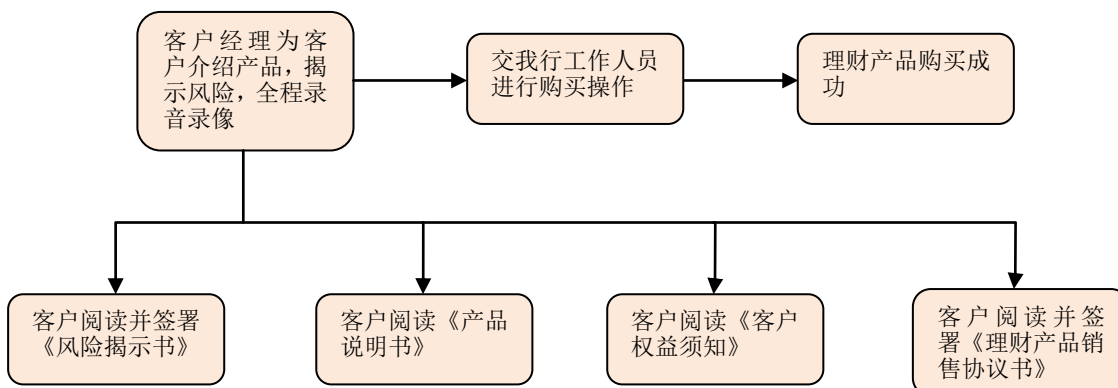 客户经理为客
户介绍产品，揭
示风险，全程录
音录像
交我行工作人员
进行购买操作
理财产品购买成
功
客户阅读并签署
《风险揭示书》
客户阅读《产品
说明书》
客户阅读《客户
权益须知》
客户阅读并签
署《理财产品销
售协议书》